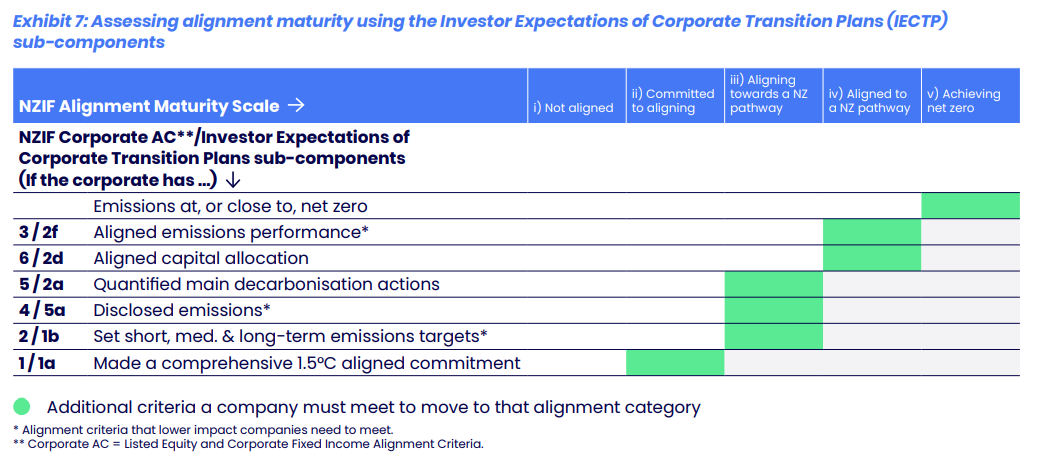 Exhibit 7: Assessing alignment maturity using the Investor Expectations of Corporate Transition Plans (IECTP)
sub-components
NZIF Alignment Maturity Scale →
i) Not aligned
ii) Committed
to aligning
iii) Aligning
towards a NZ
pathway
iv) Aligned to
a NZ pathway
v) Achieving
net zero
NZIF Corporate AC**/Investor Expectations of
Corporate Transition Plans sub-components
(If the corporate has ...) ↓
Emissions at, or close to, net zero
3 / 2f Aligned emissions performance*
6 / 2d Aligned capital allocation
5 / 2a Quantified main decarbonisation actions
4 / 5a Disclosed emissions*
2 / 1b Set short, med. & long-term emissions targets*
1 / 1a Made a comprehensive 1.5°C aligned commitment
Additional criteria a company must meet to move to that alignment category
* Alignment criteria that lower impact companies need to meet.
** Corporate AC = Listed Equity and Corporate Fixed Income Alignment Criteria.